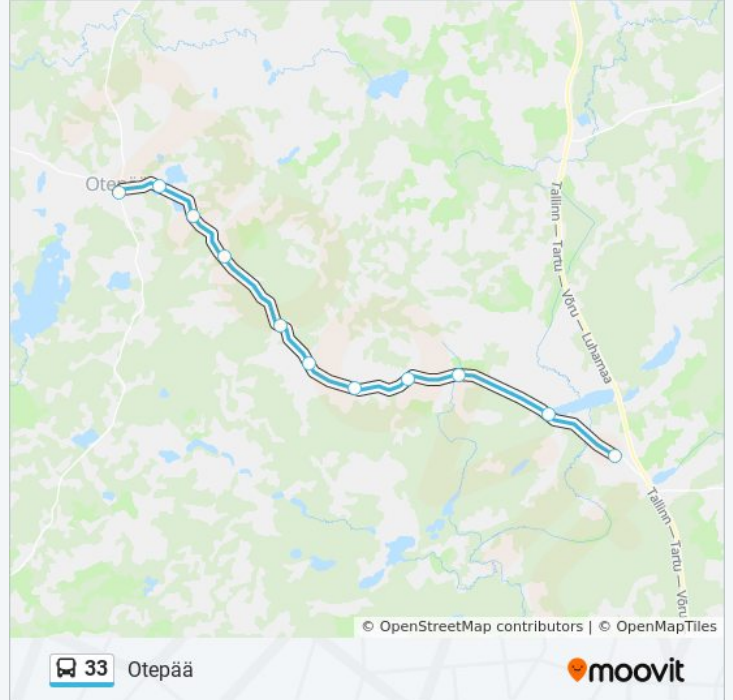 Otepää
Tallinn — Tartu — Võru — Luhamaa
Tallinn — Tartu — Võru
© OpenStreetMap contributors | © OpenMapTiles
33 Otepää
moovit